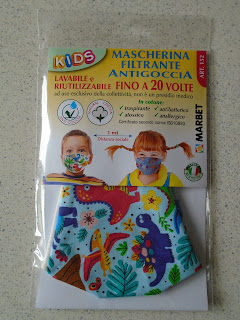 KIDS
MASCHERINA
FILTRANTE
ANTIGOCCIA
ART. 152
LAVABILE e
RIUTILIZZABILE FINO A 20 VOLTE
ad uso esclusivo della collettività, non è un presidio medico
In cotone:
✓ traspirante ✓ antibatterico
✓ atossico ✓ anallergico
1 mt
Distanza sociale
MARBET